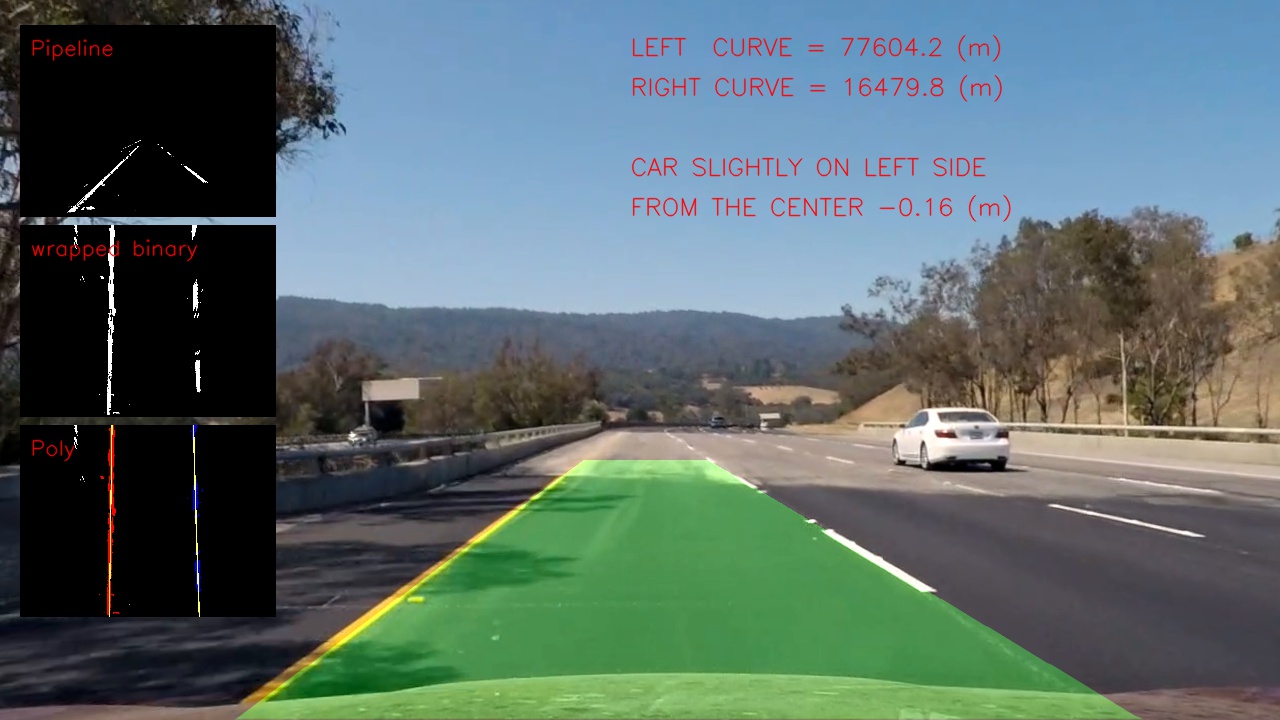 Pipeline
LEFT  CURVE = 77604.2 (m)
RIGHT CURVE = 16479.8 (m)
CAR SLIGHTLY ON LEFT SIDE
FROM THE CENTER -0.16 (m)
wrapped binary
Poly